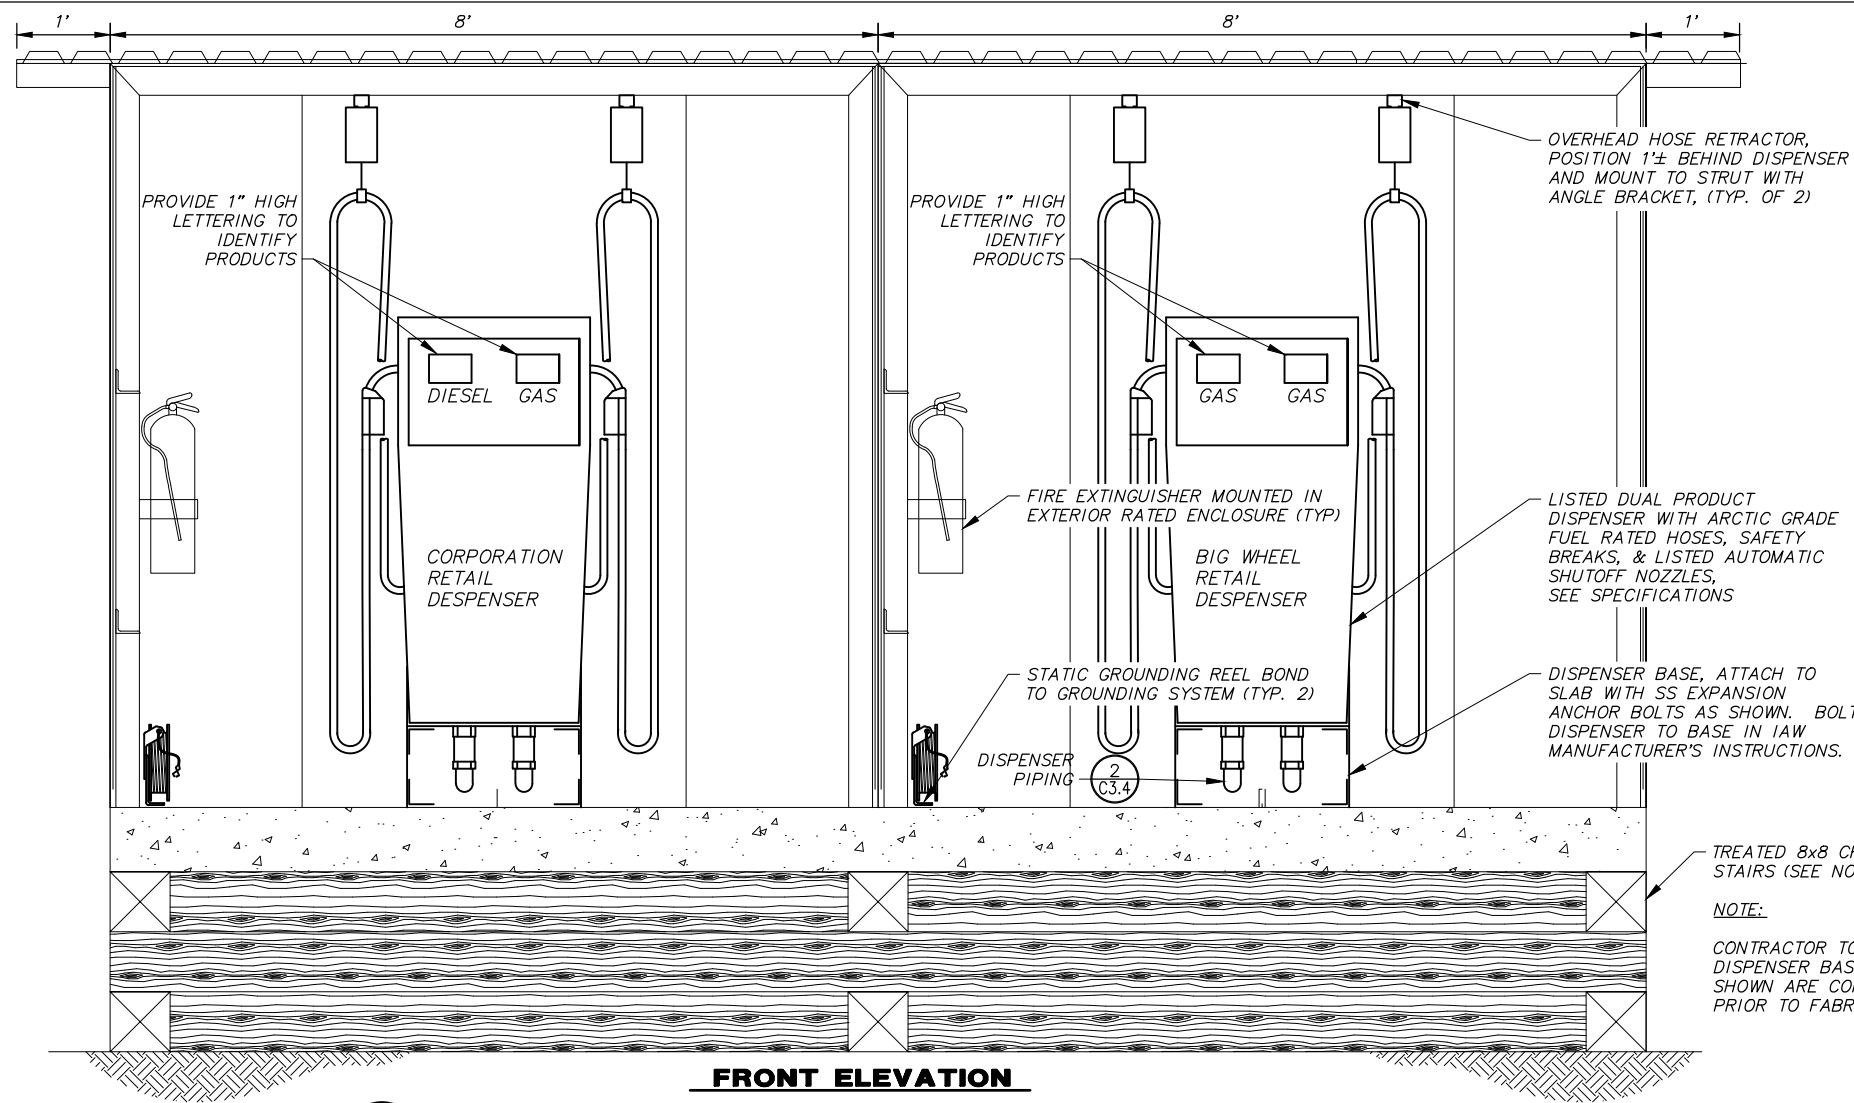 1'
8'
8'
1'
OVERHEAD HOSE RETRACTOR,
POSITION 1'± BEHIND DISPENSER
AND MOUNT TO STRUT WITH
ANGLE BRACKET, (TYP. OF 2)
PROVIDE 1" HIGH
LETTERING TO
IDENTIFY
PRODUCTS
PROVIDE 1" HIGH
LETTERING TO
IDENTIFY
PRODUCTS
DIESEL
GAS
GAS
GAS
FIRE EXTINGUISHER MOUNTED IN
EXTERIOR RATED ENCLOSURE (TYP)
LISTED DUAL PRODUCT
DISPENSER WITH ARCTIC GRADE
FUEL RATED HOSES, SAFETY
BREAKS, & LISTED AUTOMATIC
SHUTOFF NOZZLES,
SEE SPECIFICATIONS
CORPORATION
RETAIL
DESPENSER
BIG WHEEL
RETAIL
DESPENSER
STATIC GROUNDING REEL BOND
TO GROUNDING SYSTEM (TYP. 2)
DISPENSER BASE, ATTACH TO
SLAB WITH SS EXPANSION
ANCHOR BOLTS AS SHOWN. BOLT
DISPENSER TO BASE IN IAW
MANUFACTURER'S INSTRUCTIONS.
DISPENSER
PIPING
2
C3.4
TREATED 8x8
STAIRS (SEE
NOTE:
CONTRACTOR TO
DISPENSER
SHOWN ARE
PRIOR TO
FRONT ELEVATION